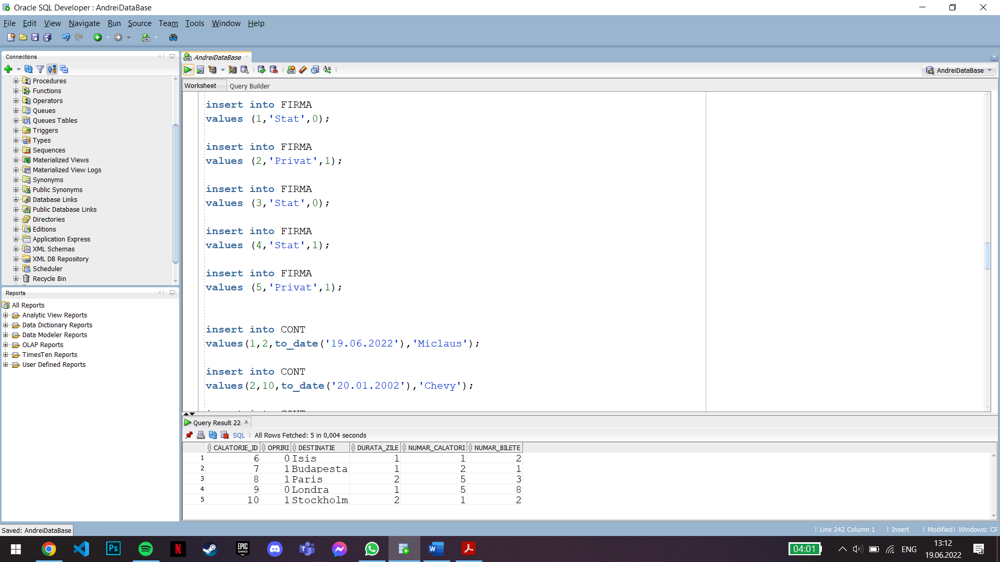 Oracle SQL Developer : AndreiDataBase
File Edit View Navigate Run Source Team Tools Window Help
Connections
Procedures
Functions
Operators
Queues
Queues Tables
Triggers
Types
Sequences
Materialized Views
Materialized View Logs
Synonyms
Public Synonyms
Database Links
Public Database Links
Directories
Editions
Application Express
XML Schemas
XML DB Repository
Scheduler
Recycle Bin
Reports
All Reports
Analytic View Reports
Data Dictionary Reports
Data Modeler Reports
OLAP Reports
TimesTen Reports
User Defined Reports
AndreiDataBase
AndreiDataBase
Worksheet Query Builder
insert into FIRMA
values (1,'Stat',0);
insert into FIRMA
values (2,'Privat',1);
insert into FIRMA
values (3,'Stat',0);
insert into FIRMA
values (4,'Stat',1);
insert into FIRMA
values (5,'Privat',1);
insert into CONT
values(1,2,to_date('19.06.2022'),'Miclaus');
insert into CONT
values(2,10,to_date('20.01.2002'),'Chevy');
Query Result 22
SQL All Rows Fetched: 5 in 0,004 seconds
CALATORIE_ID OPRIRI DESTINATIE DURATA_ZILE NUMAR_CALATORI NUMAR_BILETE
1 6 0 Isis 1 1 2
2 7 1 Budapesta 1 2 1
3 8 1 Paris 2 5 3
4 9 0 Londra 1 5 8
5 10 1 Stockholm 2 1 2
Saved: AndreiDataBase
Line 242 Column 1 Insert Modified Windows: CR
Ps
N
EPIC GAMES
W
04:01
ENG
13:12
19.06.2022